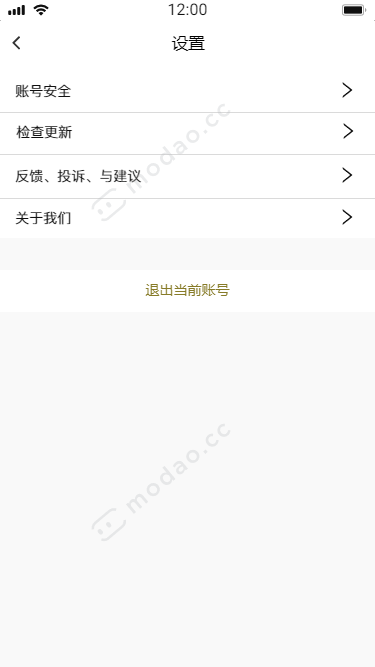 12:00
设置
账号安全
检查更新
反馈、投诉、与建议
关于我们
退出当前账号
modao.cc
modao.cc